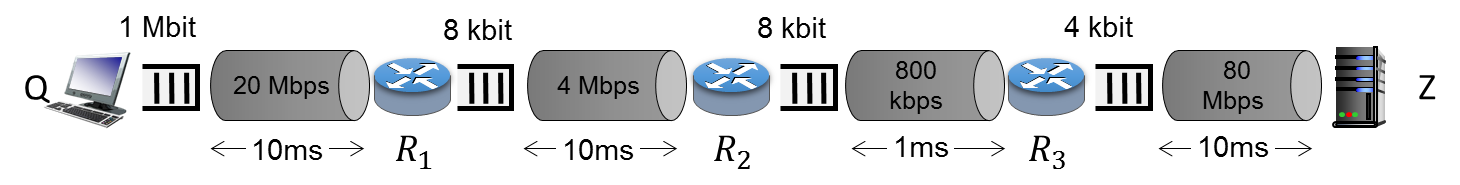 1 Mbit 8 kbit 8 kbit 4 kbit
Q 20 Mbps 4 Mbps 800 kbps 80 Mbps Z
10ms R₁ 10ms R₂ 1ms R₃ 10ms